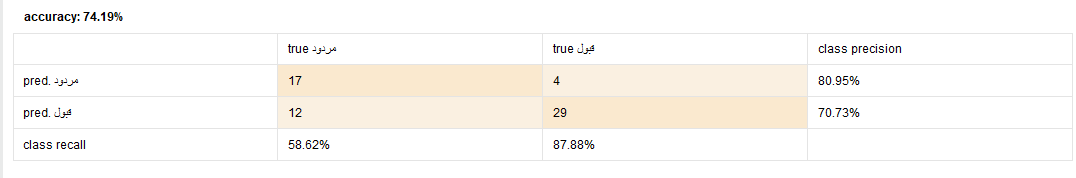 accuracy: 74.19%
true مردود true قبول class precision
pred. مردود 17 4 80.95%
pred. قبول 12 29 70.73%
class recall 58.62% 87.88%